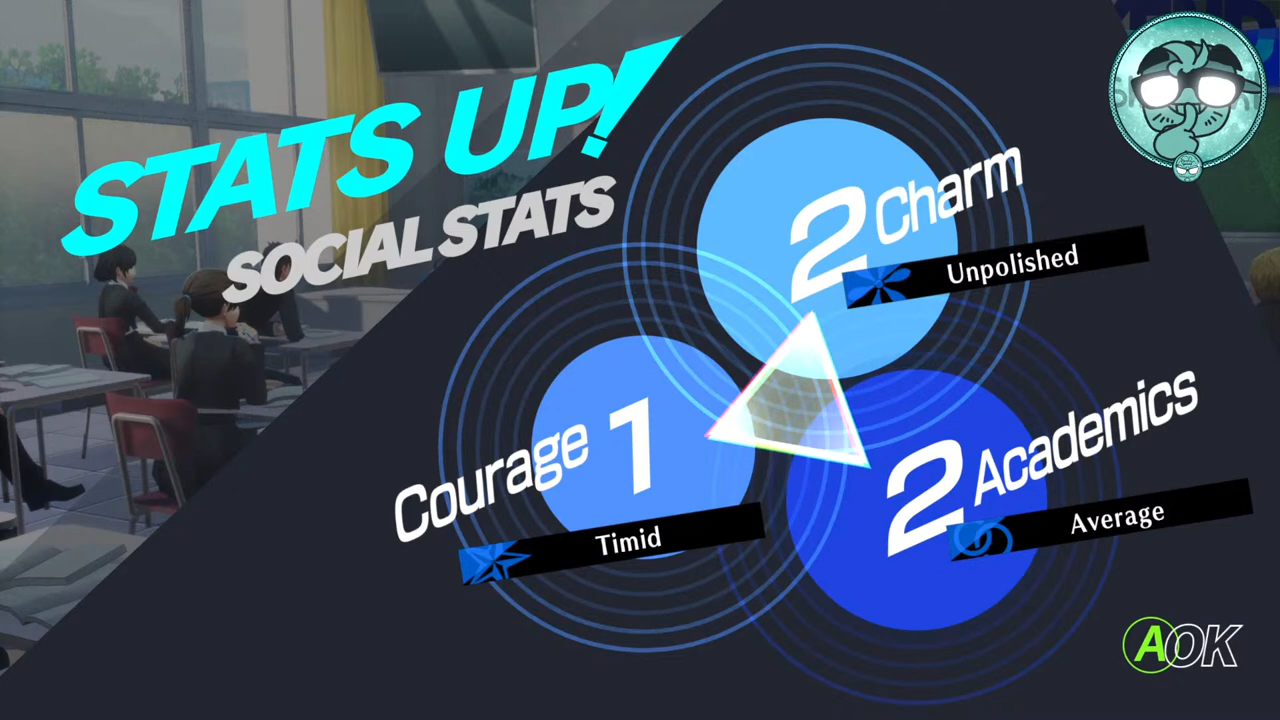 STATS UP!
SOCIAL STATS
2 Charm
Unpolished
Courage 1
Timid
2 Academics
Average
A OK